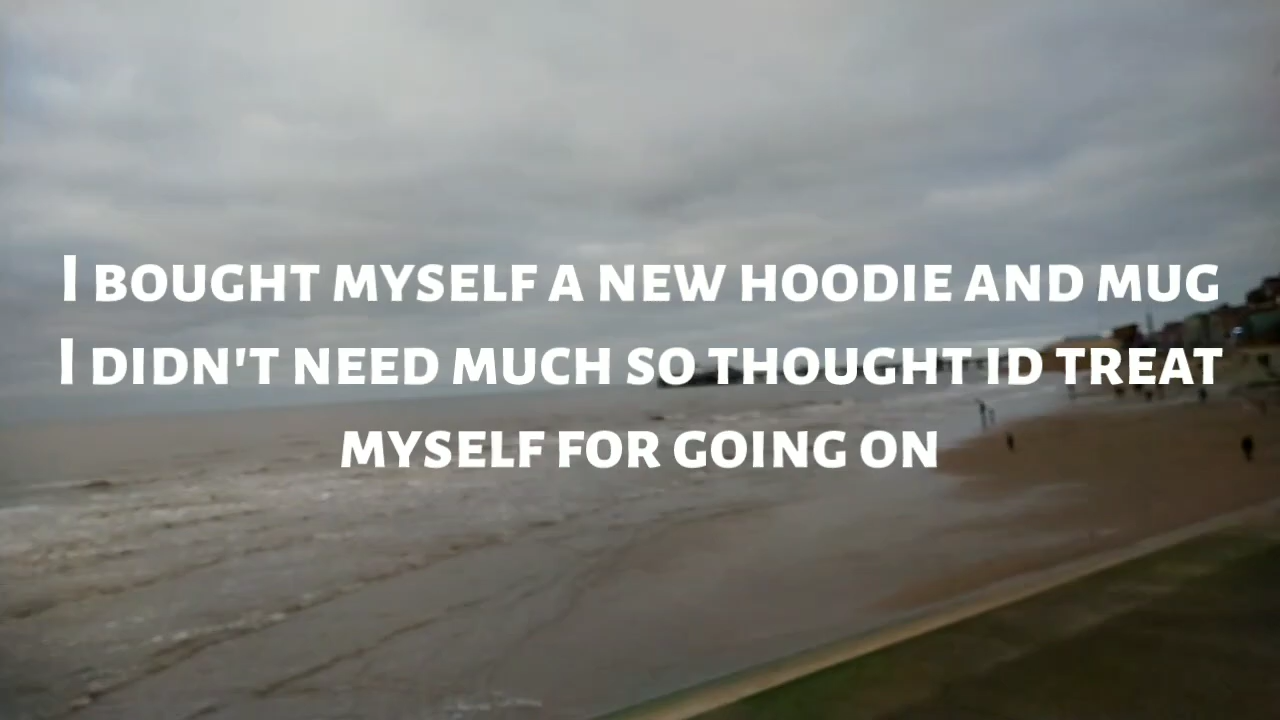 I BOUGHT MYSELF A NEW HOODIE AND MUG
I DIDN'T NEED MUCH SO THOUGHT ID TREAT
MYSELF FOR GOING ON